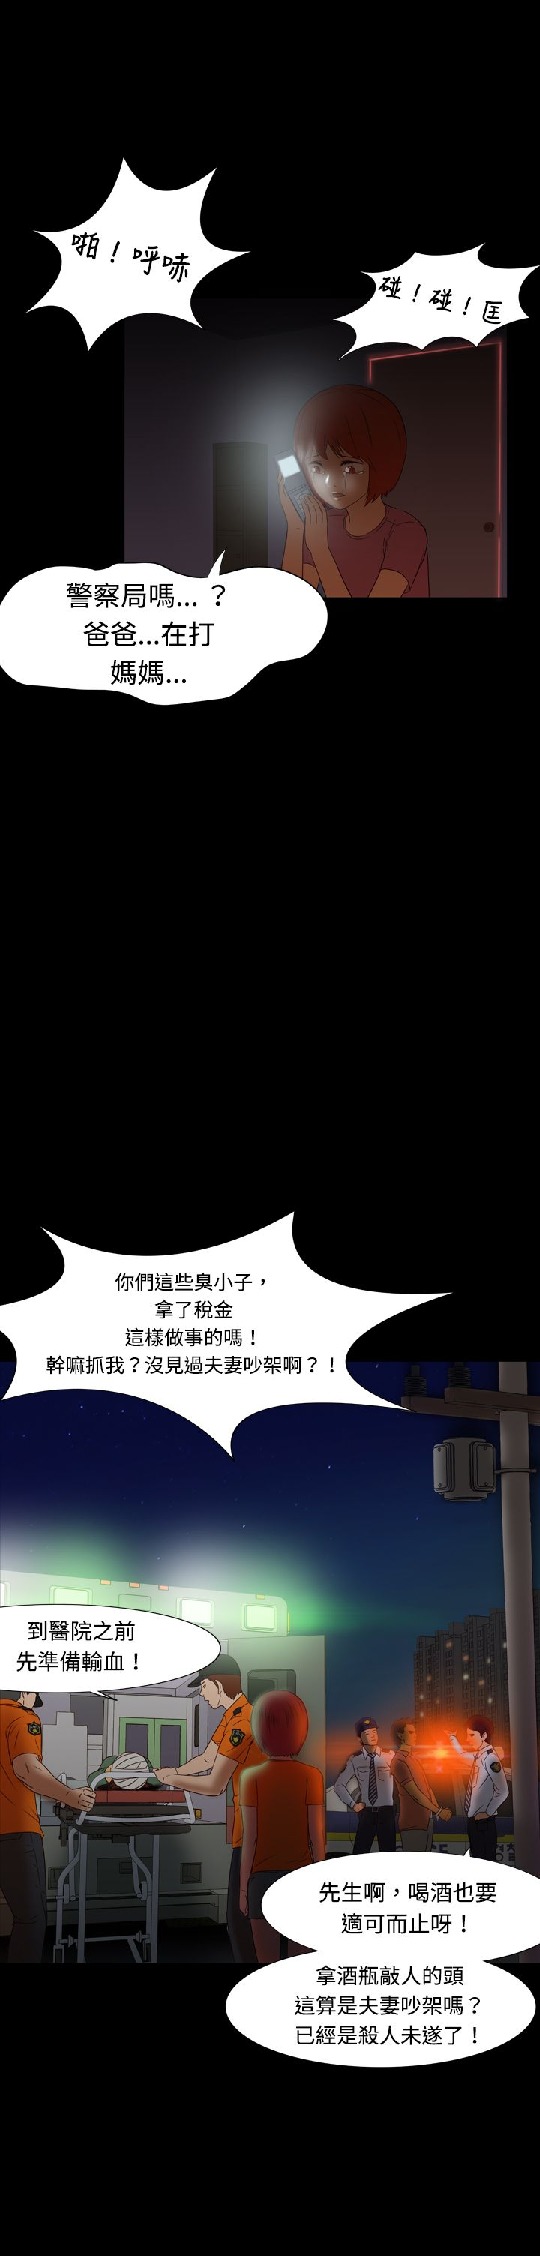 啪！呼哧
碰！碰！匡
警察局嗎...？
爸爸...在打
媽媽...
你們這些臭小子，
拿了稅金
這樣做事的嗎！
幹嘛抓我？沒見過夫妻吵架啊？！
到醫院之前
先準備輸血！
先生啊，喝酒也要
適可而止呀！
拿酒瓶敲人的頭
這算是夫妻吵架嗎？
已經是殺人未遂了！